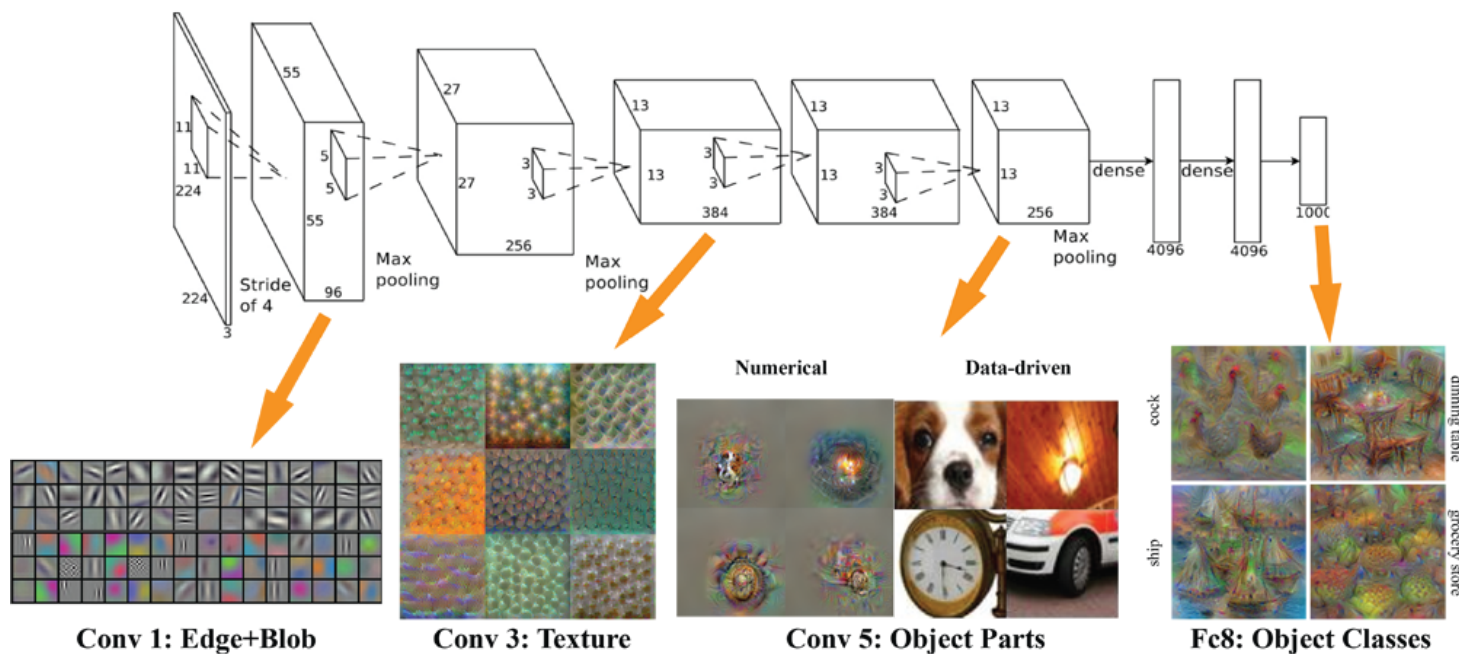 11
11
224
224
3
Stride
of 4
55
55
5
5
96
Max
pooling
27
27
3
3
256
Max
pooling
13
13
3
3
384
13
13
3
3
384
13
13
256
Max
pooling
dense
4096
dense
4096
1000
Numerical
Data-driven
cock
dinning table
ship
grocery store
Conv 1: Edge+Blob
Conv 3: Texture
Conv 5: Object Parts
Fc8: Object Classes